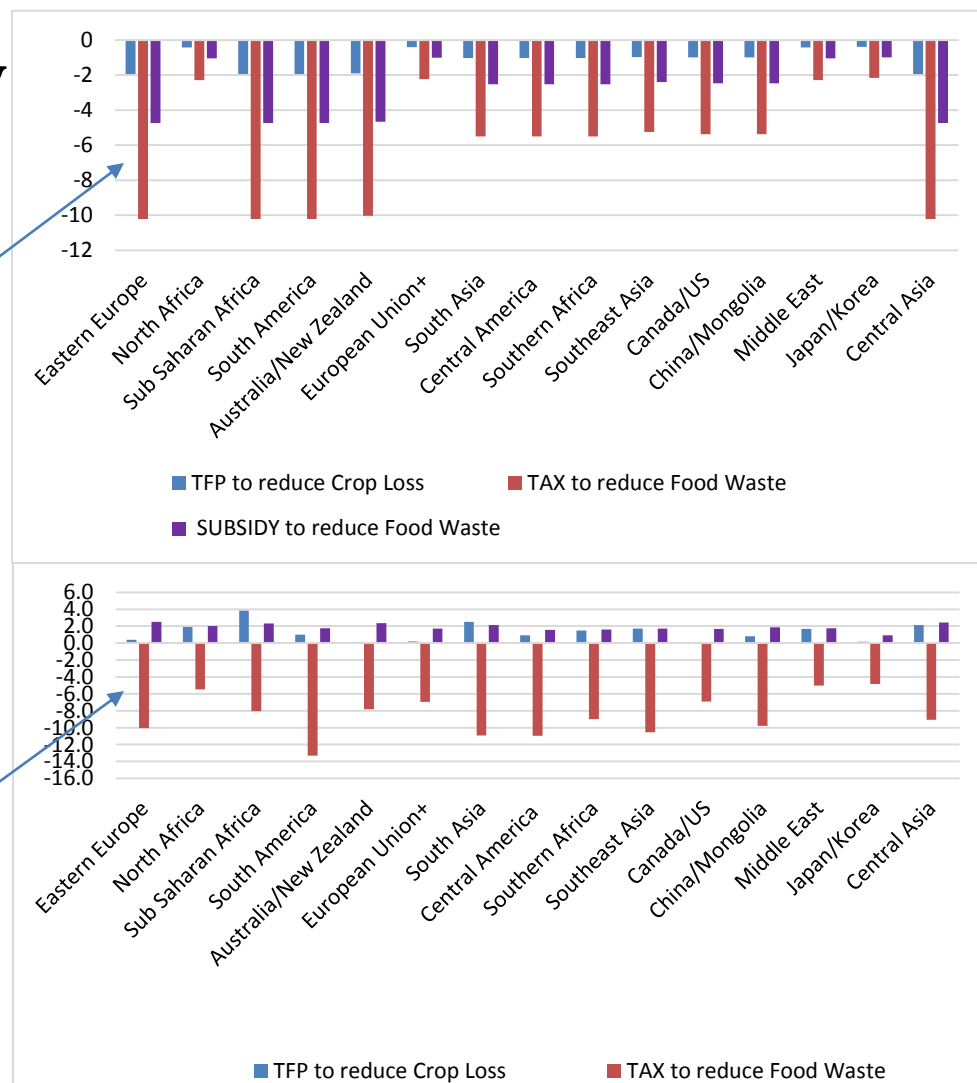 y
0
-2
-4
-6
-8
-10
-12
Eastern Europe
North Africa
Sub Saharan Africa
South America
Australia/New Zealand
European Union+
South Asia
Central America
Southern Africa
Southeast Asia
Canada/US
China/Mongolia
Middle East
Japan/Korea
Central Asia
TFP to reduce Crop Loss
TAX to reduce Food Waste
SUBSIDY to reduce Food Waste
6.0
4.0
2.0
0.0
-2.0
-4.0
-6.0
-8.0
-10.0
-12.0
-14.0
-16.0
Eastern Europe
North Africa
Sub Saharan Africa
South America
Australia/New Zealand
European Union+
South Asia
Central America
Southern Africa
Southeast Asia
Canada/US
China/Mongolia
Middle East
Japan/Korea
Central Asia
TFP to reduce Crop Loss
TAX to reduce Food Waste